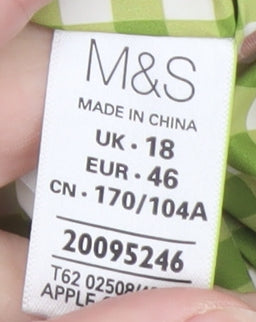 M&S
MADE IN CHINA
UK • 18
EUR • 46
CN • 170/104A
20095246
T62 02508/
APPLE